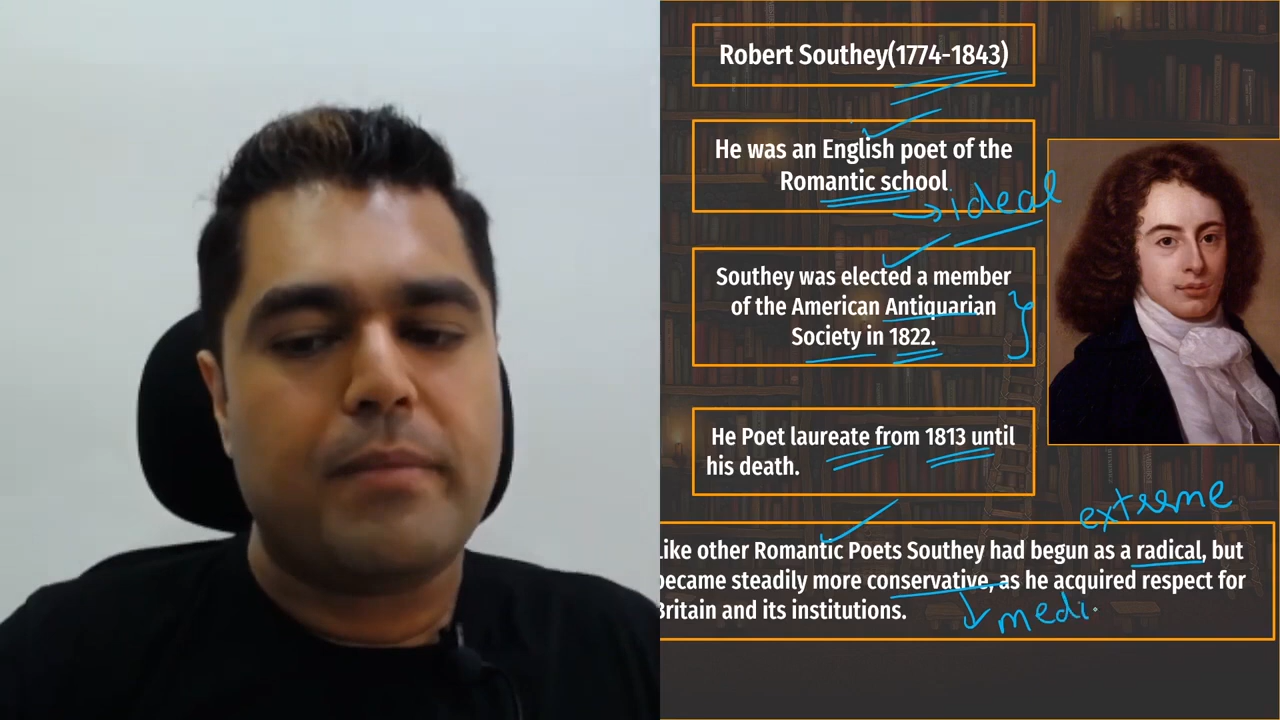 Robert Southey(1774-1843)
He was an English poet of the
Romantic school
→ideal
Southey was elected a member
of the American Antiquarian
Society in 1822.
He Poet laureate from 1813 until
his death.
extreme
Like other Romantic Poets Southey had begun as a radical, but
became steadily more conservative, as he acquired respect for
Britain and its institutions.
medi